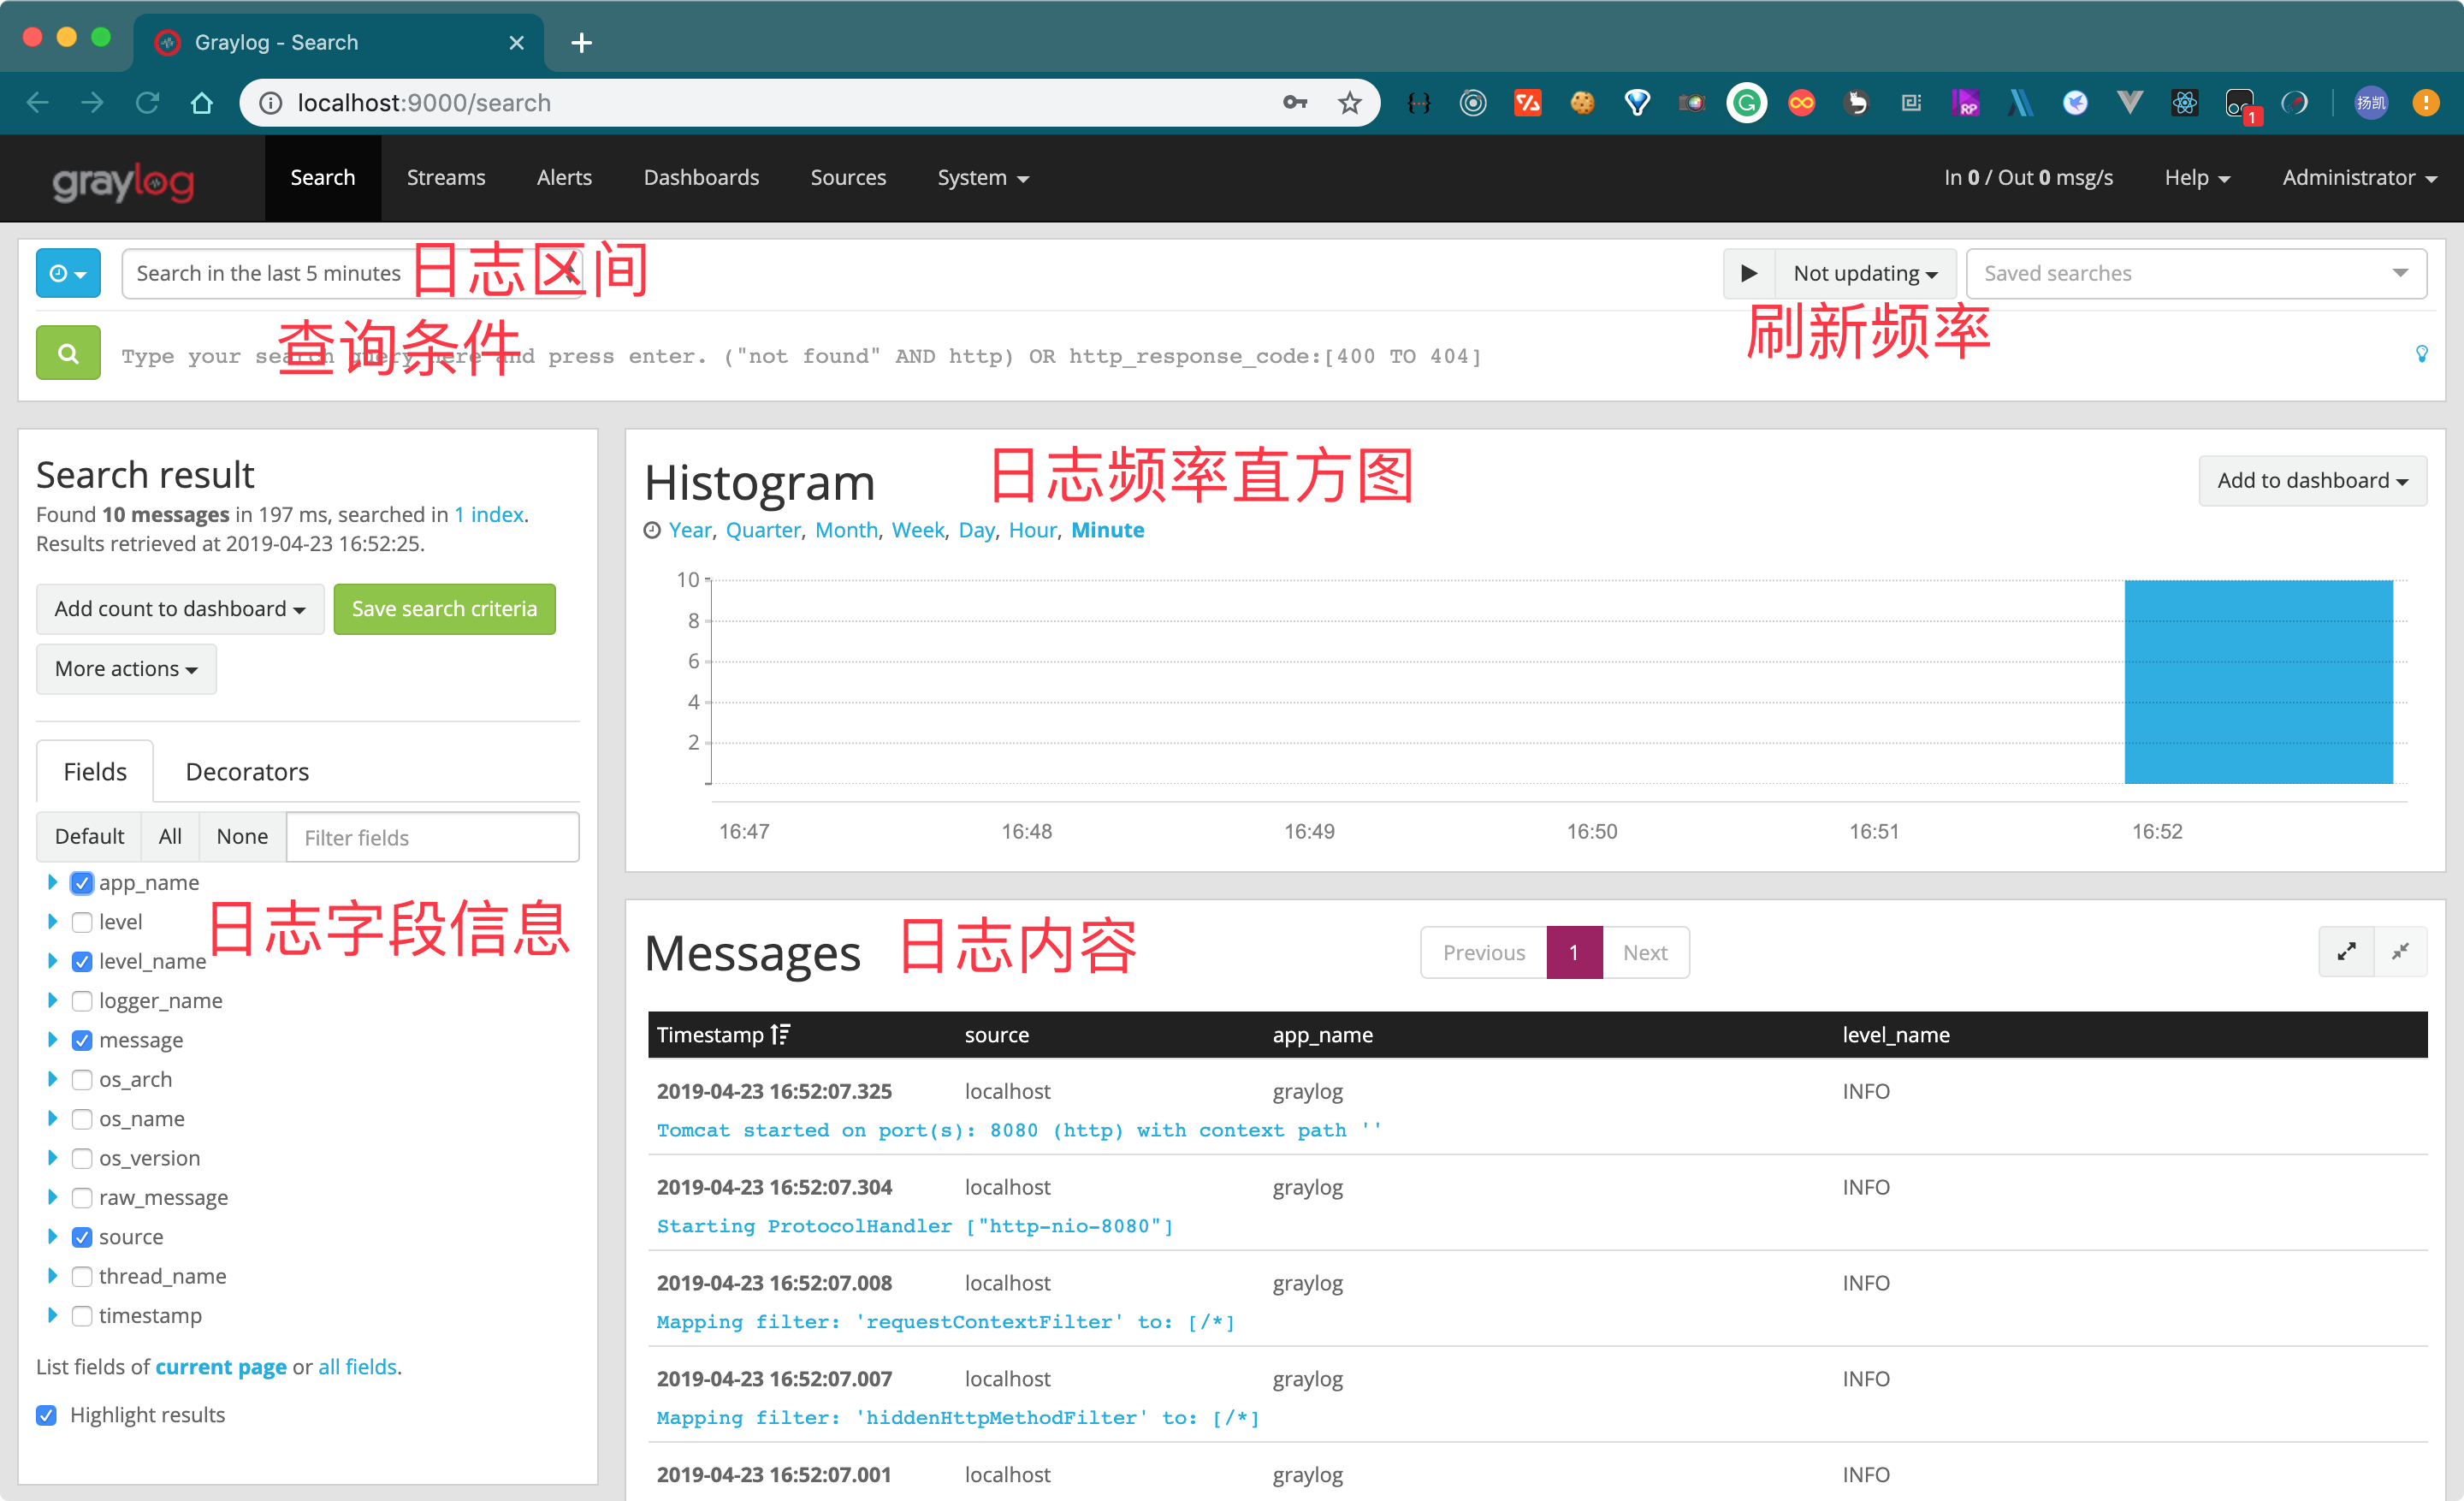 Graylog - Search
localhost:9000/search
1
扬凯
graylog
Search Streams Alerts Dashboards Sources System
In 0 / Out 0 msg/s Help Administrator
Search in the last 5 minutes
日志区间
Not updating
Saved searches
刷新频率
查询条件
Type your search query here and press enter. ("not found" AND http) OR http_response_code:[400 TO 404]
Search result
Found 10 messages in 197 ms, searched in 1 index.
Results retrieved at 2019-04-23 16:52:25.
Add count to dashboard Save search criteria
More actions
Fields Decorators
Default All None Filter fields
app_name
level
level_name
logger_name
message
os_arch
os_name
os_version
raw_message
source
thread_name
timestamp
日志字段信息
List fields of current page or all fields.
Highlight results
Histogram
日志频率直方图
Add to dashboard
Year, Quarter, Month, Week, Day, Hour, Minute
10
8
6
4
2
16:47 16:48 16:49 16:50 16:51 16:52
Messages
日志内容
Previous 1 Next
Timestamp source app_name level_name
2019-04-23 16:52:07.325 localhost graylog INFO
Tomcat started on port(s): 8080 (http) with context path ''
2019-04-23 16:52:07.304 localhost graylog INFO
Starting ProtocolHandler ["http-nio-8080"]
2019-04-23 16:52:07.008 localhost graylog INFO
Mapping filter: 'requestContextFilter' to: [/*]
2019-04-23 16:52:07.007 localhost graylog INFO
Mapping filter: 'hiddenHttpMethodFilter' to: [/*]
2019-04-23 16:52:07.001 localhost graylog INFO